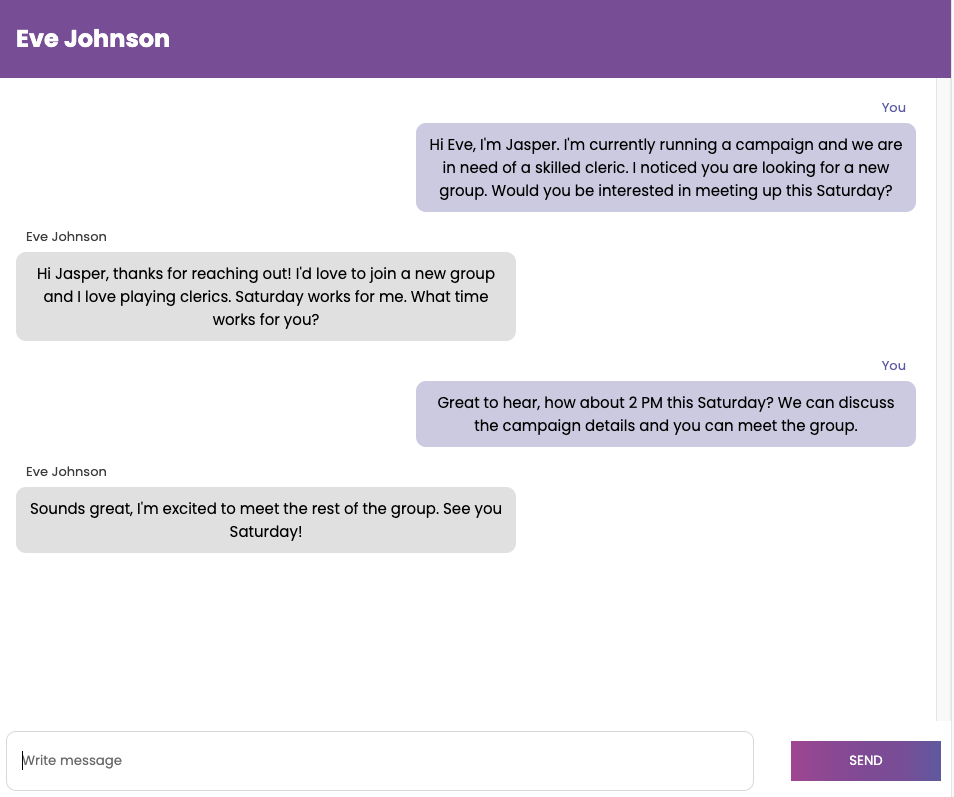 Eve Johnson
You
Hi Eve, I'm Jasper. I'm currently running a campaign and we are
in need of a skilled cleric. I noticed you are looking for a new
group. Would you be interested in meeting up this Saturday?
Eve Johnson
Hi Jasper, thanks for reaching out! I'd love to join a new group
and I love playing clerics. Saturday works for me. What time
works for you?
You
Great to hear, how about 2 PM this Saturday? We can discuss
the campaign details and you can meet the group.
Eve Johnson
Sounds great, I'm excited to meet the rest of the group. See you
Saturday!
Write message
SEND